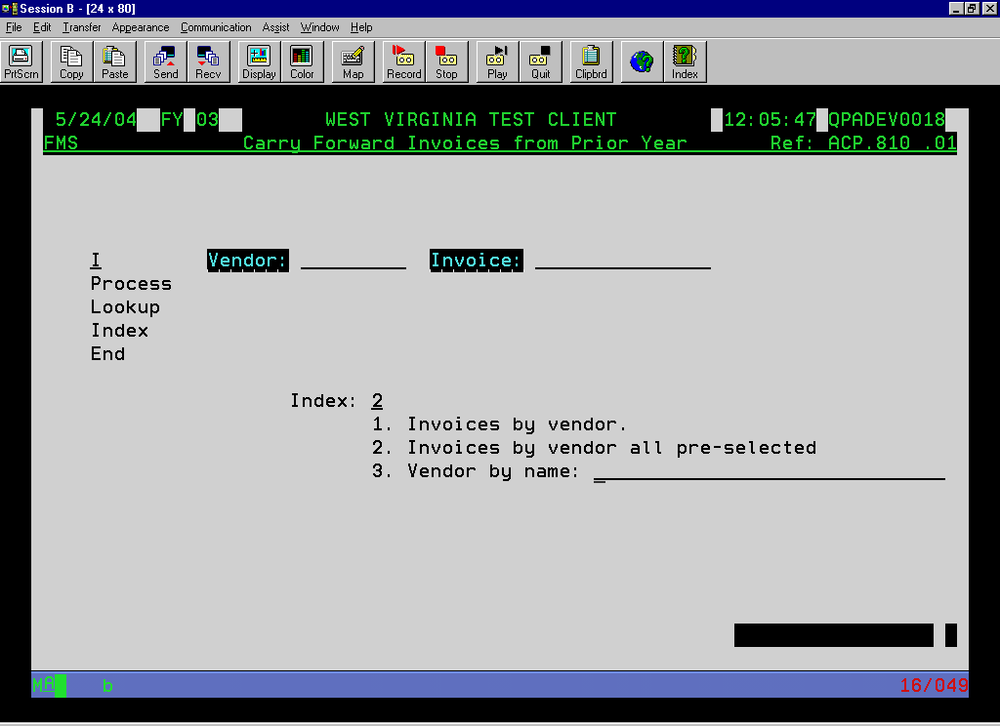 Session B - [24 x 80]
File Edit Transfer Appearance Communication Assist Window Help
PrtScrn Copy Paste Send Recv Display Color Map Record Stop Play Quit Clipbrd Index
5/24/04 FY 03 WEST VIRGINIA TEST CLIENT 12:05:47 QPADEV0018
FMS Carry Forward Invoices from Prior Year Ref: ACP.810 .01
I Vendor: Invoice:
Process
Lookup
Index
End
Index: 2
1. Invoices by vendor.
2. Invoices by vendor all pre-selected
3. Vendor by name:
MA b 16/049